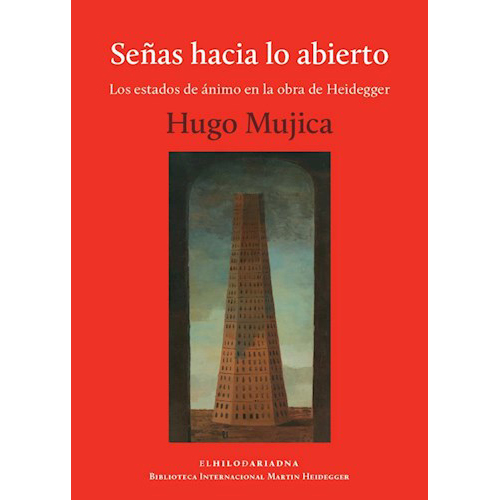 Señas hacia lo abierto
Los estados de ánimo en la obra de Heidegger
Hugo Mujica
ELHILODARIADNA
Biblioteca Internacional Martin Heidegger